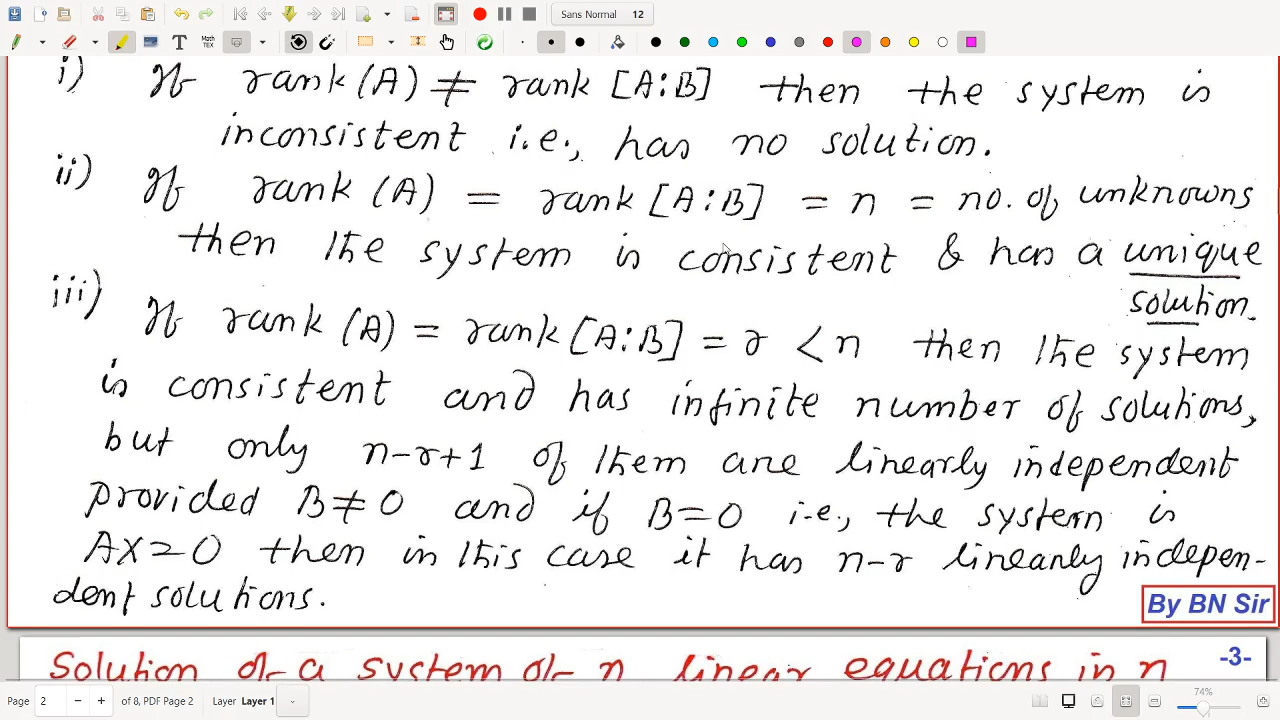 Sans Normal 12
Math TEX
i) If rank (A) ≠ rank [A:B] then the system is
inconsistent i.e., has no solution.
ii) If rank (A) = rank [A:B] = n = no. of unknowns
then the system is consistent & has a unique
solution.
iii) If rank (A) = rank [A:B] = r < n then the system
is consistent and has infinite number of solutions,
but only n-r+1 of them are linearly independent
provided B≠0 and if B=0 i.e., the system is
AX=0 then in this case it has n-r linearly indepen-
dent solutions.
By BN Sir
Solution of a system of n linear equations in n
-3-
Page 2 of 8, PDF Page 2 Layer Layer 1 74%